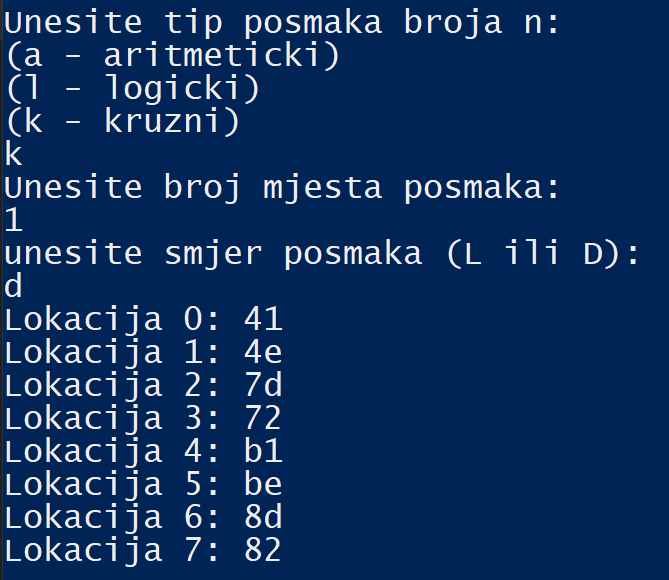 Unesite tip posmaka broja n:
(a - aritmeticki)
(l - logicki)
(k - kruzni)
k
Unesite broj mjesta posmaka:
1
unesite smjer posmaka (L ili D):
d
Lokacija 0: 41
Lokacija 1: 4e
Lokacija 2: 7d
Lokacija 3: 72
Lokacija 4: b1
Lokacija 5: be
Lokacija 6: 8d
Lokacija 7: 82